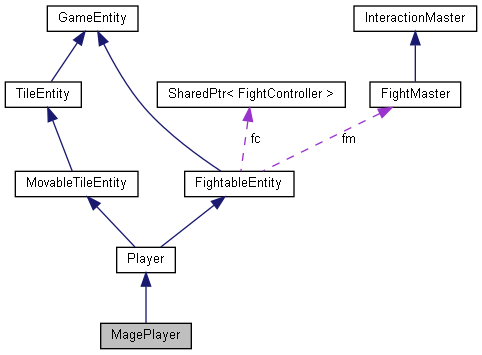 GameEntity
InteractionMaster
TileEntity
SharedPtr< FightController >
FightMaster
fc
fm
MovableTileEntity
FightableEntity
Player
MagePlayer